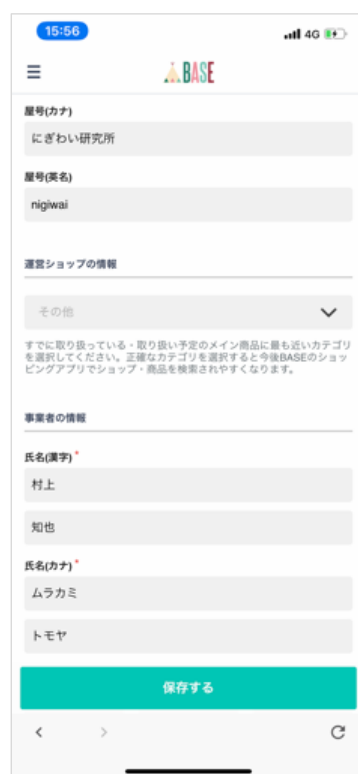 15:56
4G
BASE
屋号(カナ)
にぎわい研究所
屋号(英名)
nigiwai
運営ショップの情報
その他
すでに取り扱っている・取り扱い予定のメイン商品に最も近いカテゴリ
を選択してください。正確なカテゴリを選択すると今後BASEのショッ
ピングアプリでショップ・商品を検索されやすくなります。
事業者の情報
氏名(漢字)*
村上
知也
氏名(カナ)*
ムラカミ
トモヤ
保存する